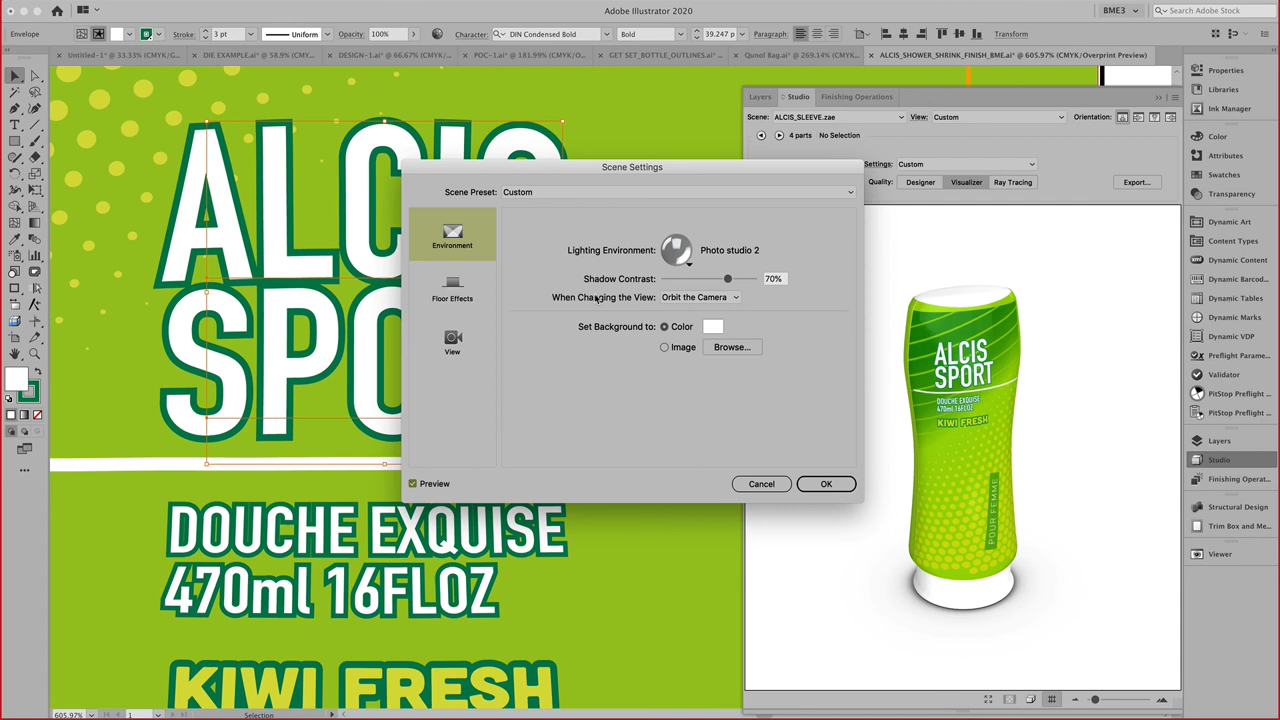 Adobe Illustrator 2020
BME3
Search Adobe Stock
Envelope
Stroke:
3 pt
Uniform
Opacity:
100%
Character:
DIN Condensed Bold
Bold
39.247 p
Paragraph:
Transform
Untitled-1* @ 33.33% (CMYK/G
DIE EXAMPLE.ai* @ 58.9% (CMY
DESIGN-1.ai* @ 66.67% (CMYK/
POC-1.ai* @ 181.99% (CMYK/O
GET SET_BOTTLE_OUTLINES.ai*
Qunol Bag.ai* @ 269.14% (CMY
ALCIS_SHOWER_SHRINK_FINISH_BME.ai* @ 605.97% (CMYK/Overprint Preview)
ALCIS
SPO
DOUCHE EXQUISE
470ml 16FLOZ
KIWI FRESH
Scene Settings
Scene Preset:
Custom
Environment
Floor Effects
View
Lighting Environment:
Photo studio 2
Shadow Contrast:
70%
When Changing the View:
Orbit the Camera
Set Background to:
Color
Image
Browse...
Preview
Cancel
OK
Layers
Studio
Finishing Operations
Scene:
ALCIS_SLEEVE.zae
View:
Custom
Orientation:
4 parts
No Selection
Settings:
Custom
Quality:
Designer
Visualizer
Ray Tracing
Export...
ALCIS
SPORT
DOUCHE EXQUISE
470ml 16FLOZ
KIWI FRESH
POUR FEMME
Properties
Libraries
Ink Manager
Color
Attributes
Swatches
Transparency
Dynamic Art
Content Types
Dynamic Content
Dynamic Barcod...
Dynamic Tables
Dynamic Marks
Dynamic VDP
Preflight Parame...
Validator
PitStop Preflight ...
PitStop Preflight ...
Layers
Studio
Finishing Operat...
Structural Design
Trim Box and Me...
Viewer
605.97%
1
Selection